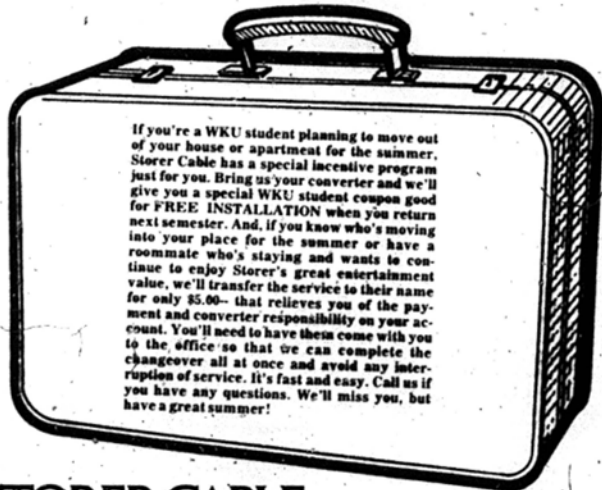 If you're a WKU student planning to move out
of your house or apartment for the summer,
Storer Cable has a special incentive program
just for you. Bring us your converter and we'll
give you a special WKU student coupon good
for FREE INSTALLATION when you return
next semester. And, if you know who's moving
into your place for the summer or have a
roommate who's staying and wants to con-
tinue to enjoy Storer's great entertainment
value, we'll transfer the service to their name
for only $5.00-- that relieves you of the pay-
ment and converter responsibility on your ac-
count. You'll need to have them come with you
to the office so that we can complete the
changeover all at once and avoid any inter-
ruption of service. It's fast and easy. Call us if
you have any questions. We'll miss you, but
have a great summer!
STORER CABLE